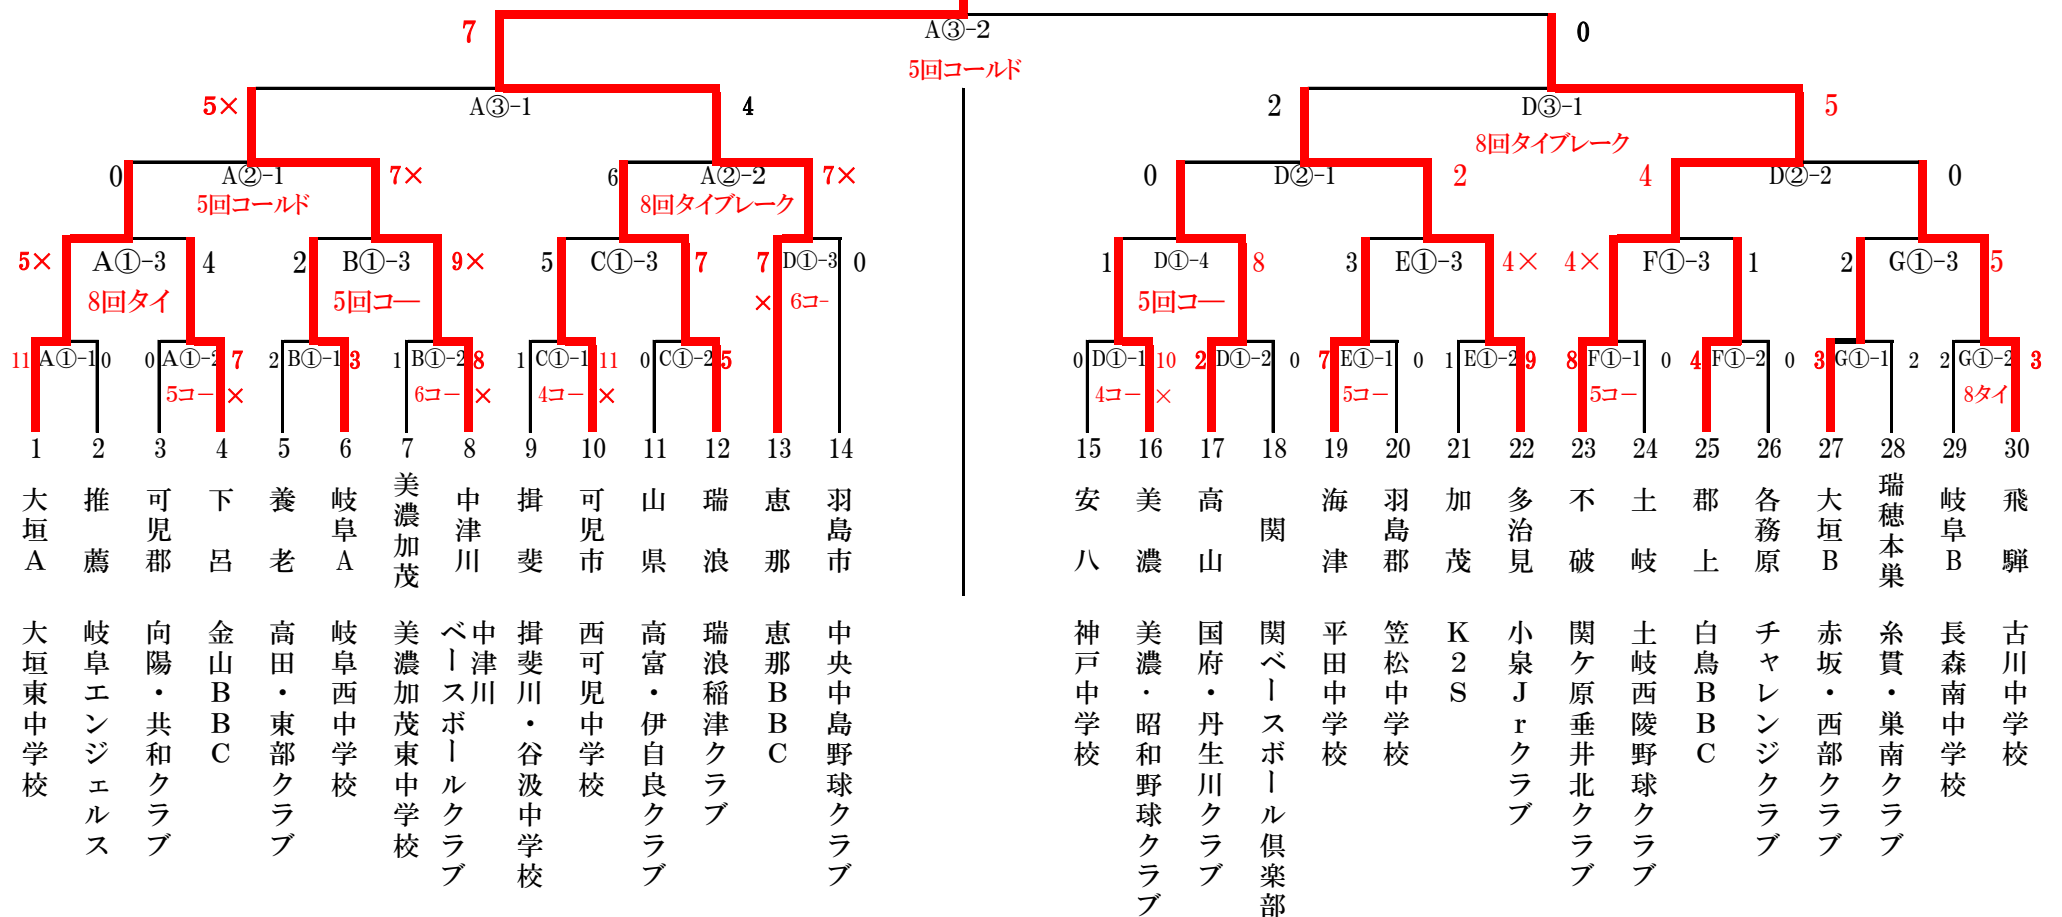 7 A③-2 0
5回コールド
5× A③-1 4 2 D③-1 5
8回タイブレーク
0 A②-1 7× 6 A②-2 7× 0 D②-1 2 4 D②-2 0
5回コールド 8回タイブレーク
5× A①-3 4 2 B①-3 9× 5 C①-3 7 7 D①-3 0 1 D①-4 8 3 E①-3 4× 4× F①-3 1 2 G①-3 5
8回タイ 5回コ― × 6コ- 5回コ―
11 A①-1 0 0 A①-2 7 2 B①-1 3 1 B①-2 8 1 C①-1 11 0 C①-2 5 0 D①-1 10 2 D①-2 0 7 E①-1 0 1 E①-2 9 8 F①-1 0 4 F①-2 0 3 G①-1 2 2 G①-2 3
5コ− × 6コ− × 4コ− × 4コ− × 5コ− 5コ− 8タイ
1 2 3 4 5 6 7 8 9 10 11 12 13 14 15 16 17 18 19 20 21 22 23 24 25 26 27 28 29 30
大垣A
推薦
可児郡
下呂
養老
岐阜A
美濃加茂
中津川
揖斐
可児市
山県
瑞浪
恵那
羽島市
安八
美濃
高山
関
海津
羽島郡
加茂
多治見
不破
土岐
郡上
各務原
大垣B
瑞穂本巣
岐阜B
飛騨
大垣東中学校
岐阜エンジェルス
向陽・共和クラブ
金山BBC
高田・東部クラブ
岐阜西中学校
美濃加茂東中学校
中津川
ベースボールクラブ
揖斐川・谷汲中学校
西可児中学校
高富・伊自良クラブ
瑞浪稲津クラブ
恵那BBC
中央中島野球クラブ
神戸中学校
美濃・昭和野球クラブ
国府・丹生川クラブ
関ベースボール倶楽部
平田中学校
笠松中学校
K2S
小泉Jrクラブ
関ケ原垂井北クラブ
土岐西陵野球クラブ
白鳥BBC
チャレンジクラブ
赤坂・西部クラブ
糸貫・巣南クラブ
長森南中学校
古川中学校